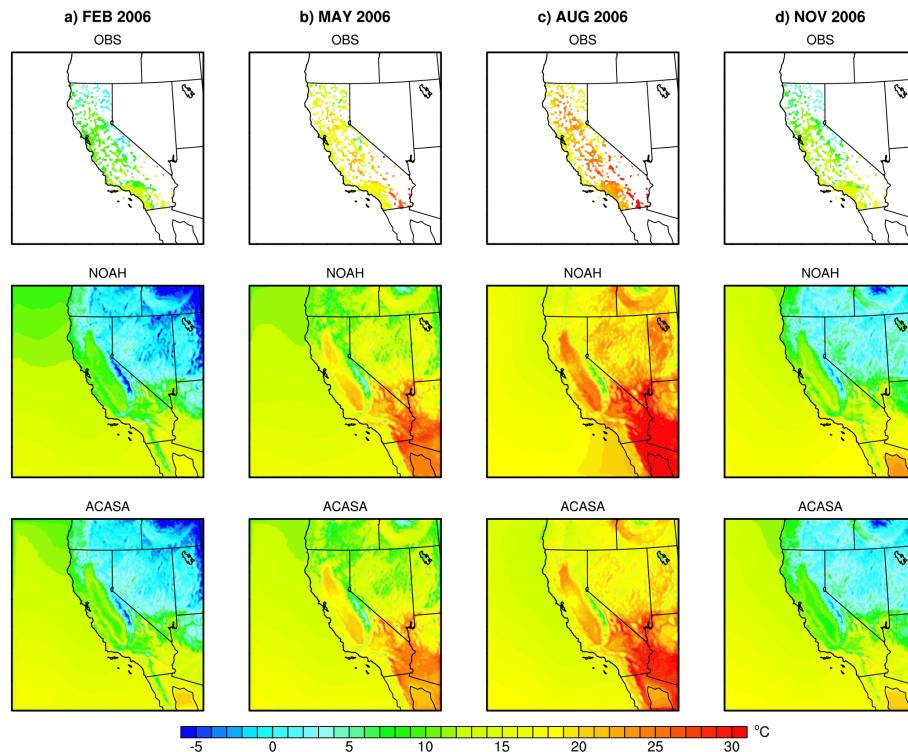 a) FEB 2006 b) MAY 2006 c) AUG 2006 d) NOV 2006
OBS OBS OBS OBS
NOAH NOAH NOAH NOAH
ACASA ACASA ACASA ACASA
-5 0 5 10 15 20 25 30 °C